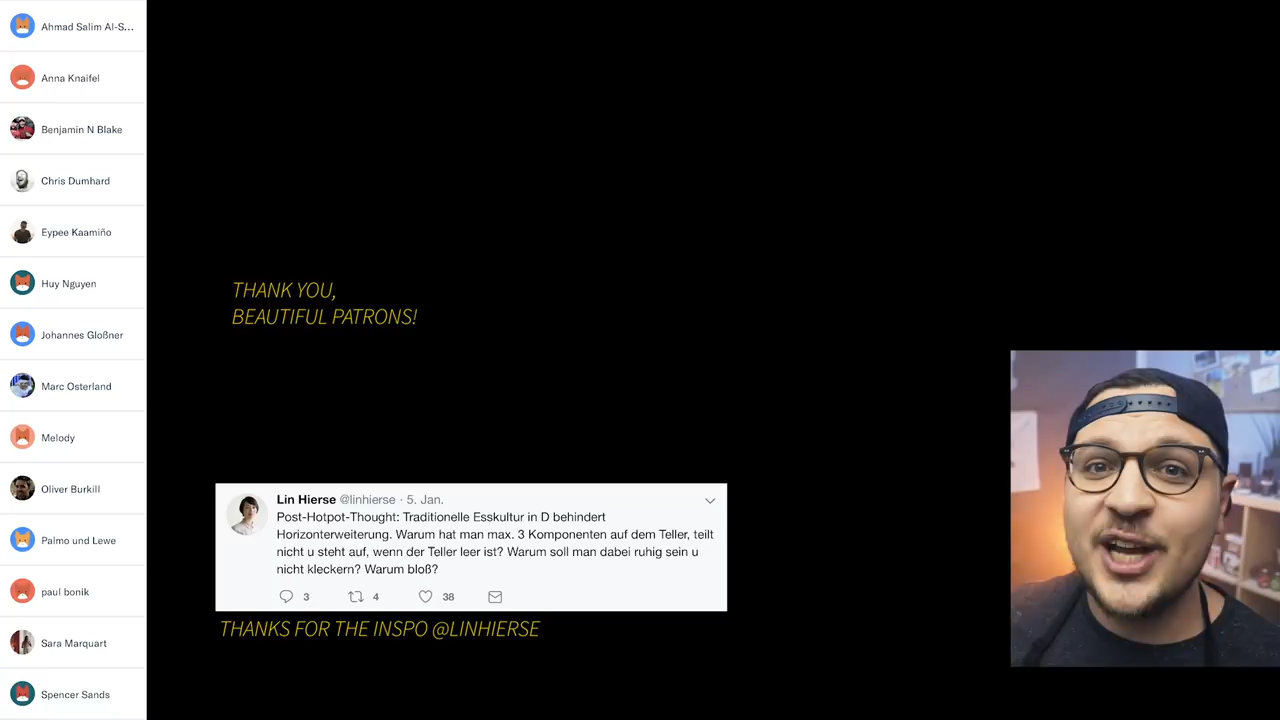 Ahmad Salim Al-S...
Anna Knaifel
Benjamin N Blake
Chris Dumhard
Eypee Kaamiño
Huy Nguyen
Johannes Gloßner
Marc Osterland
Melody
Oliver Burkill
Palmo und Lewe
paul bonik
Sara Marquart
Spencer Sands
THANK YOU,
BEAUTIFUL PATRONS!
Lin Hierse @linhierse · 5. Jan.
Post-Hotpot-Thought: Traditionelle Esskultur in D behindert
Horizonterweiterung. Warum hat man max. 3 Komponenten auf dem Teller, teilt
nicht u steht auf, wenn der Teller leer ist? Warum soll man dabei ruhig sein u
nicht kleckern? Warum bloß?
3 4 38
THANKS FOR THE INSPO @LINHIERSE